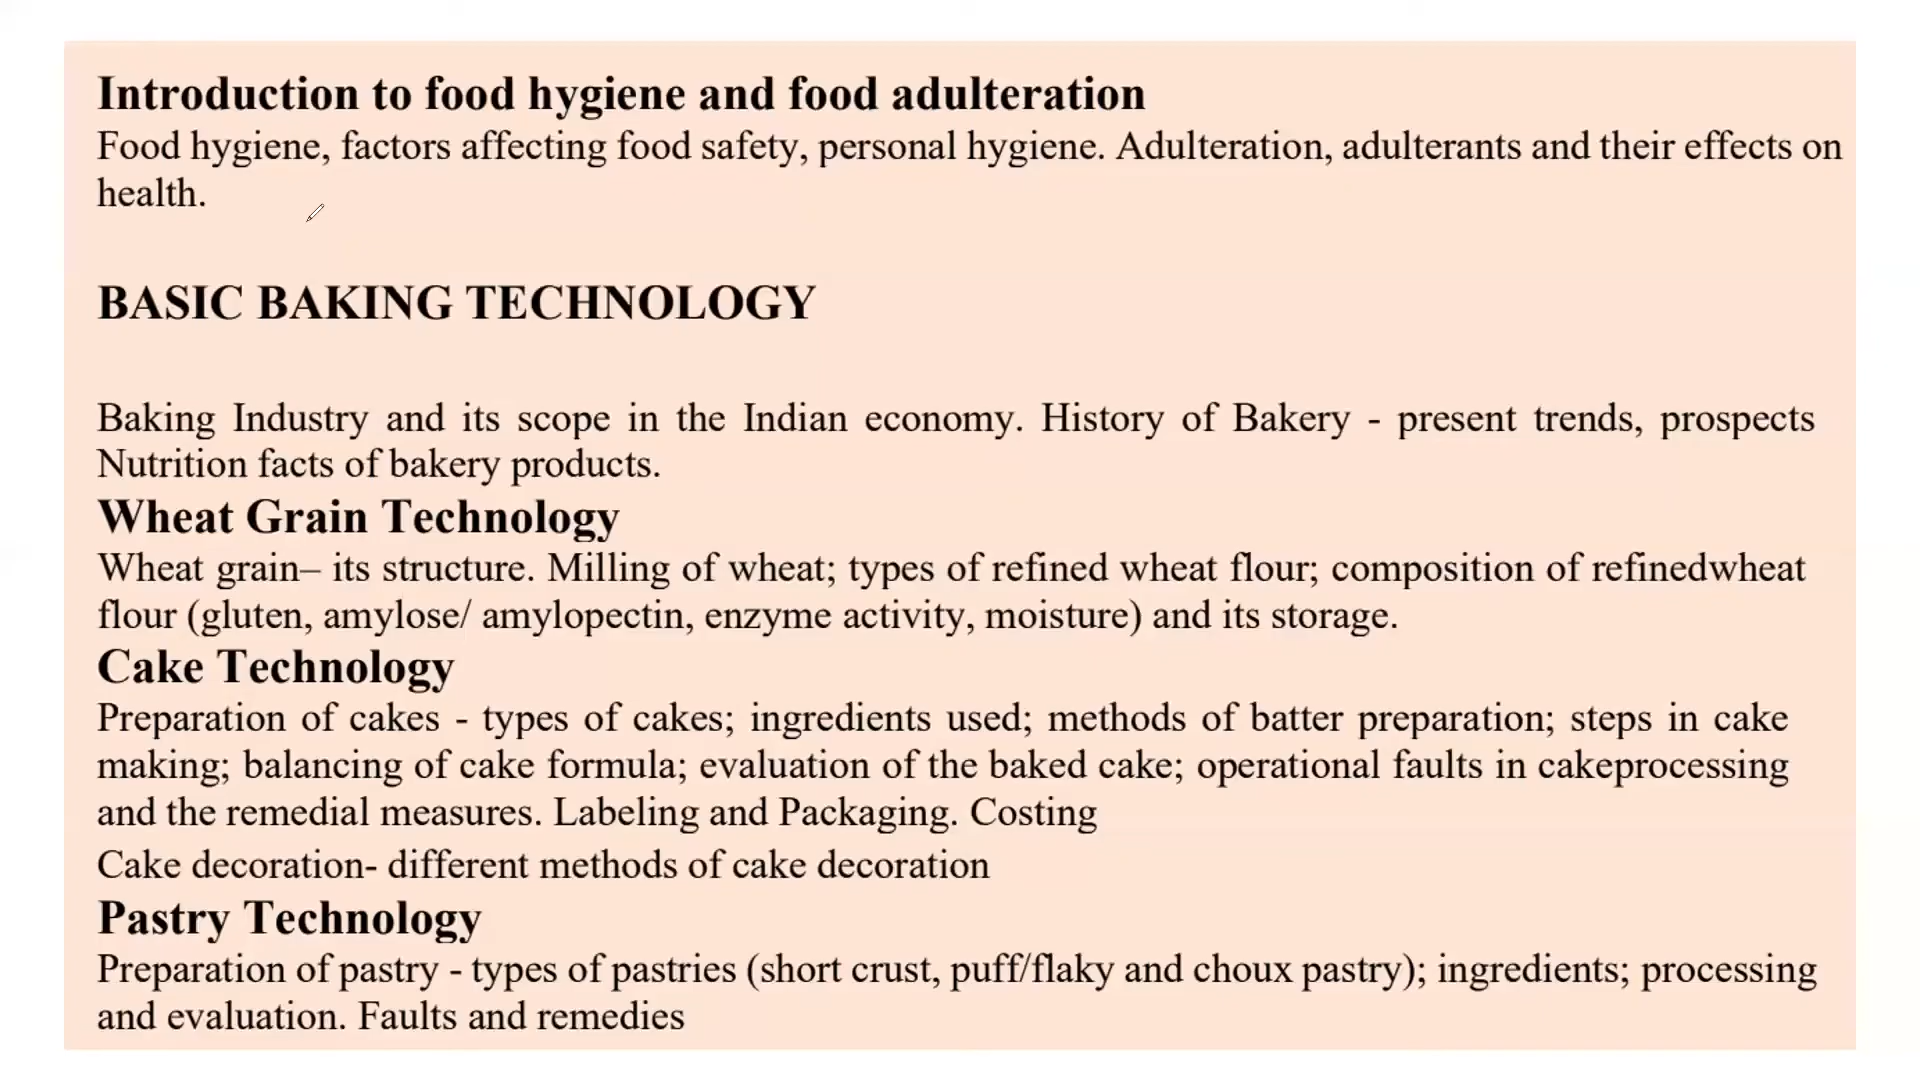 Introduction to food hygiene and food adulteration
Food hygiene, factors affecting food safety, personal hygiene. Adulteration, adulterants and their effects on
health.
BASIC BAKING TECHNOLOGY
Baking Industry and its scope in the Indian economy. History of Bakery - present trends, prospects
Nutrition facts of bakery products.
Wheat Grain Technology
Wheat grain– its structure. Milling of wheat; types of refined wheat flour; composition of refinedwheat
flour (gluten, amylose/ amylopectin, enzyme activity, moisture) and its storage.
Cake Technology
Preparation of cakes - types of cakes; ingredients used; methods of batter preparation; steps in cake
making; balancing of cake formula; evaluation of the baked cake; operational faults in cakeprocessing
and the remedial measures. Labeling and Packaging. Costing
Cake decoration- different methods of cake decoration
Pastry Technology
Preparation of pastry - types of pastries (short crust, puff/flaky and choux pastry); ingredients; processing
and evaluation. Faults and remedies